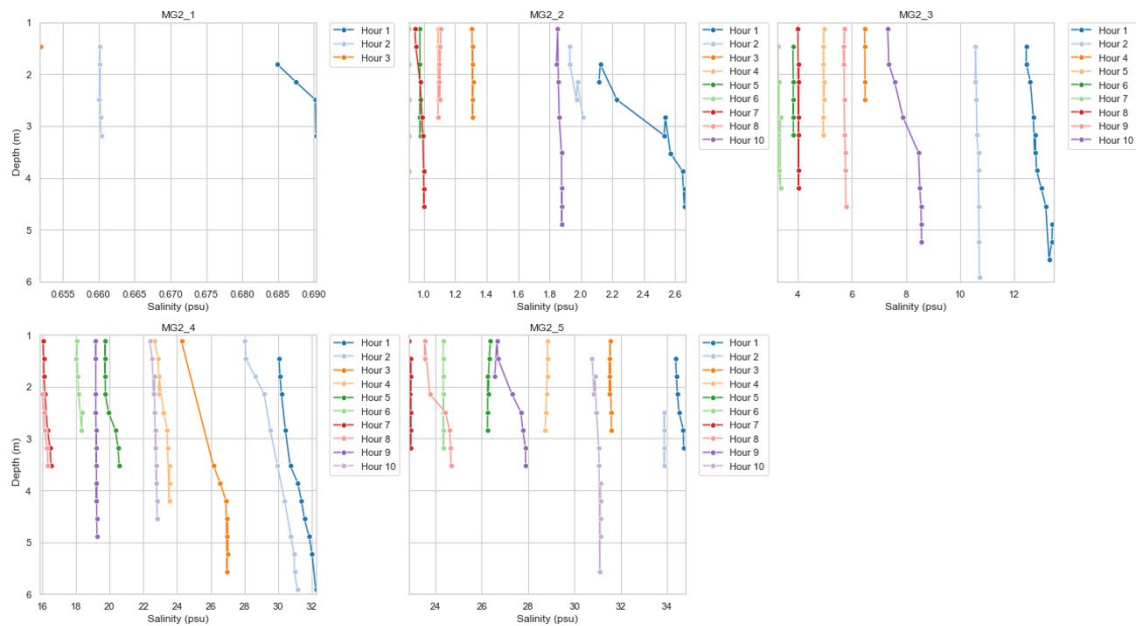 MG2_1
1
2
3
4
5
6
Depth (m)
0.655 0.660 0.665 0.670 0.675 0.680 0.685 0.690
Salinity (psu)
Hour 1
Hour 2
Hour 3
MG2_2
1.0 1.2 1.4 1.6 1.8 2.0 2.2 2.4 2.6
Salinity (psu)
Hour 1
Hour 2
Hour 3
Hour 4
Hour 5
Hour 6
Hour 7
Hour 8
Hour 10
MG2_3
4 6 8 10 12
Salinity (psu)
Hour 1
Hour 2
Hour 3
Hour 4
Hour 5
Hour 6
Hour 7
Hour 9
Hour 10
MG2_4
1
2
3
4
5
6
Depth (m)
16 18 20 22 24 26 28 30 32
Salinity (psu)
Hour 1
Hour 2
Hour 3
Hour 4
Hour 5
Hour 6
Hour 7
Hour 8
Hour 9
Hour 10
MG2_5
24 26 28 30 32 34
Salinity (psu)
Hour 1
Hour 2
Hour 3
Hour 4
Hour 5
Hour 6
Hour 7
Hour 8
Hour 9
Hour 10